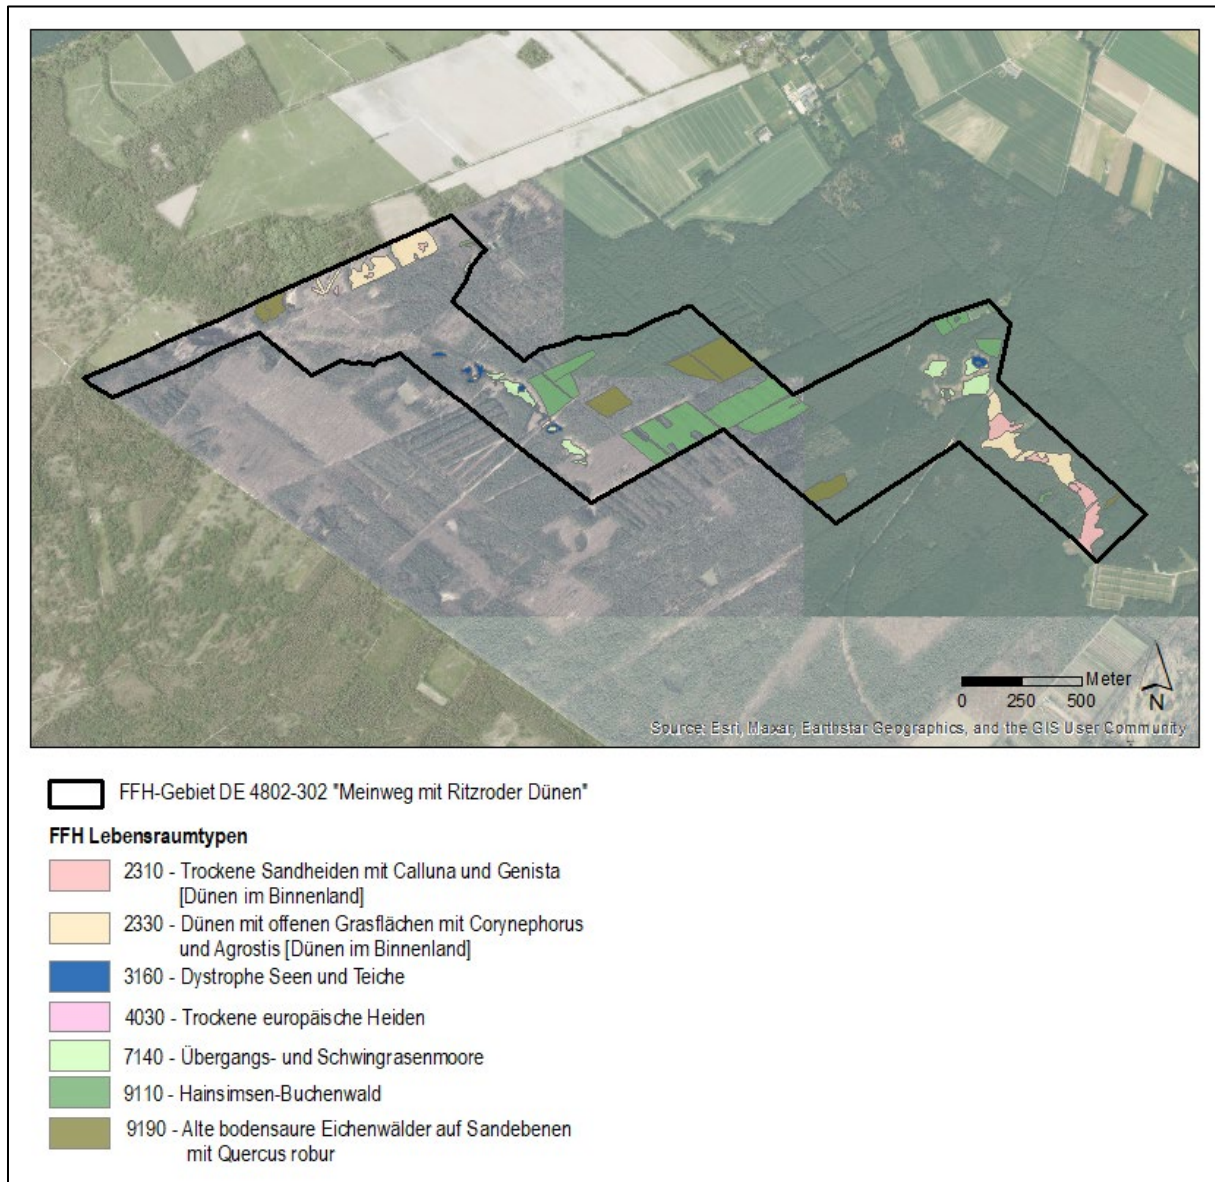 Meter
0 250 500
N
Source: Esri, Maxar, Earthstar Geographics, and the GIS User Community
FFH-Gebiet DE 4802-302 "Meinweg mit Ritzroder Dünen"
FFH Lebensraumtypen
2310 - Trockene Sandheiden mit Calluna und Genista
[Dünen im Binnenland]
2330 - Dünen mit offenen Grasflächen mit Corynephorus
und Agrostis [Dünen im Binnenland]
3160 - Dystrophe Seen und Teiche
4030 - Trockene europäische Heiden
7140 - Übergangs- und Schwingrasenmoore
9110 - Hainsimsen-Buchenwald
9190 - Alte bodensaure Eichenwälder auf Sandebenen
mit Quercus robur